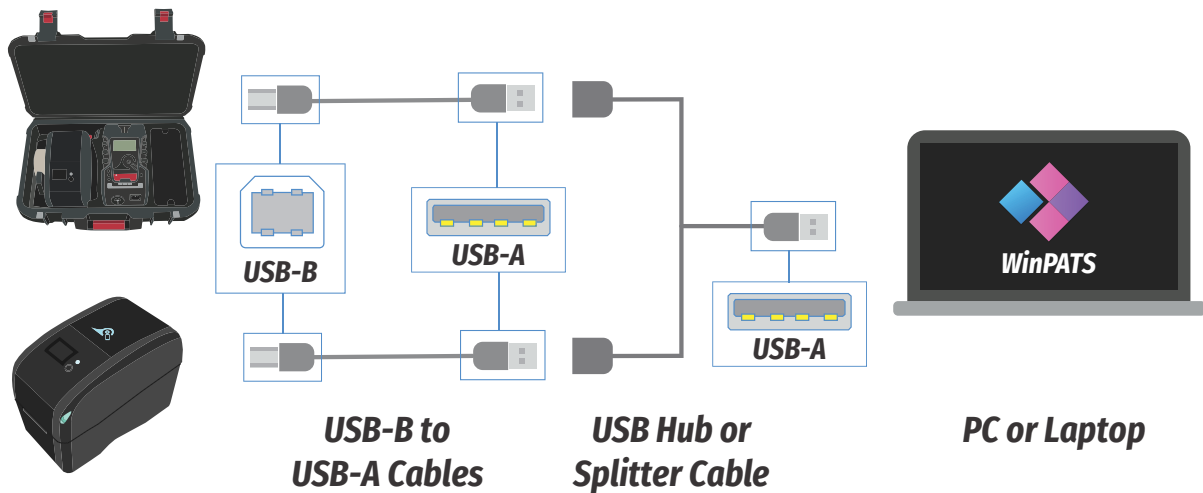 USB-B
USB-A
USB-A
WinPATS
USB-B to
USB-A Cables
USB Hub or
Splitter Cable
PC or Laptop